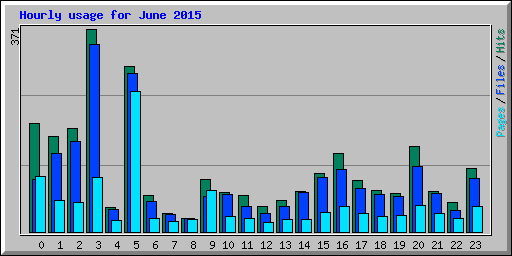 Hourly usage for June 2015
371
Pages / Files / Hits
0 1 2 3 4 5 6 7 8 9 10 11 12 13 14 15 16 17 18 19 20 21 22 23